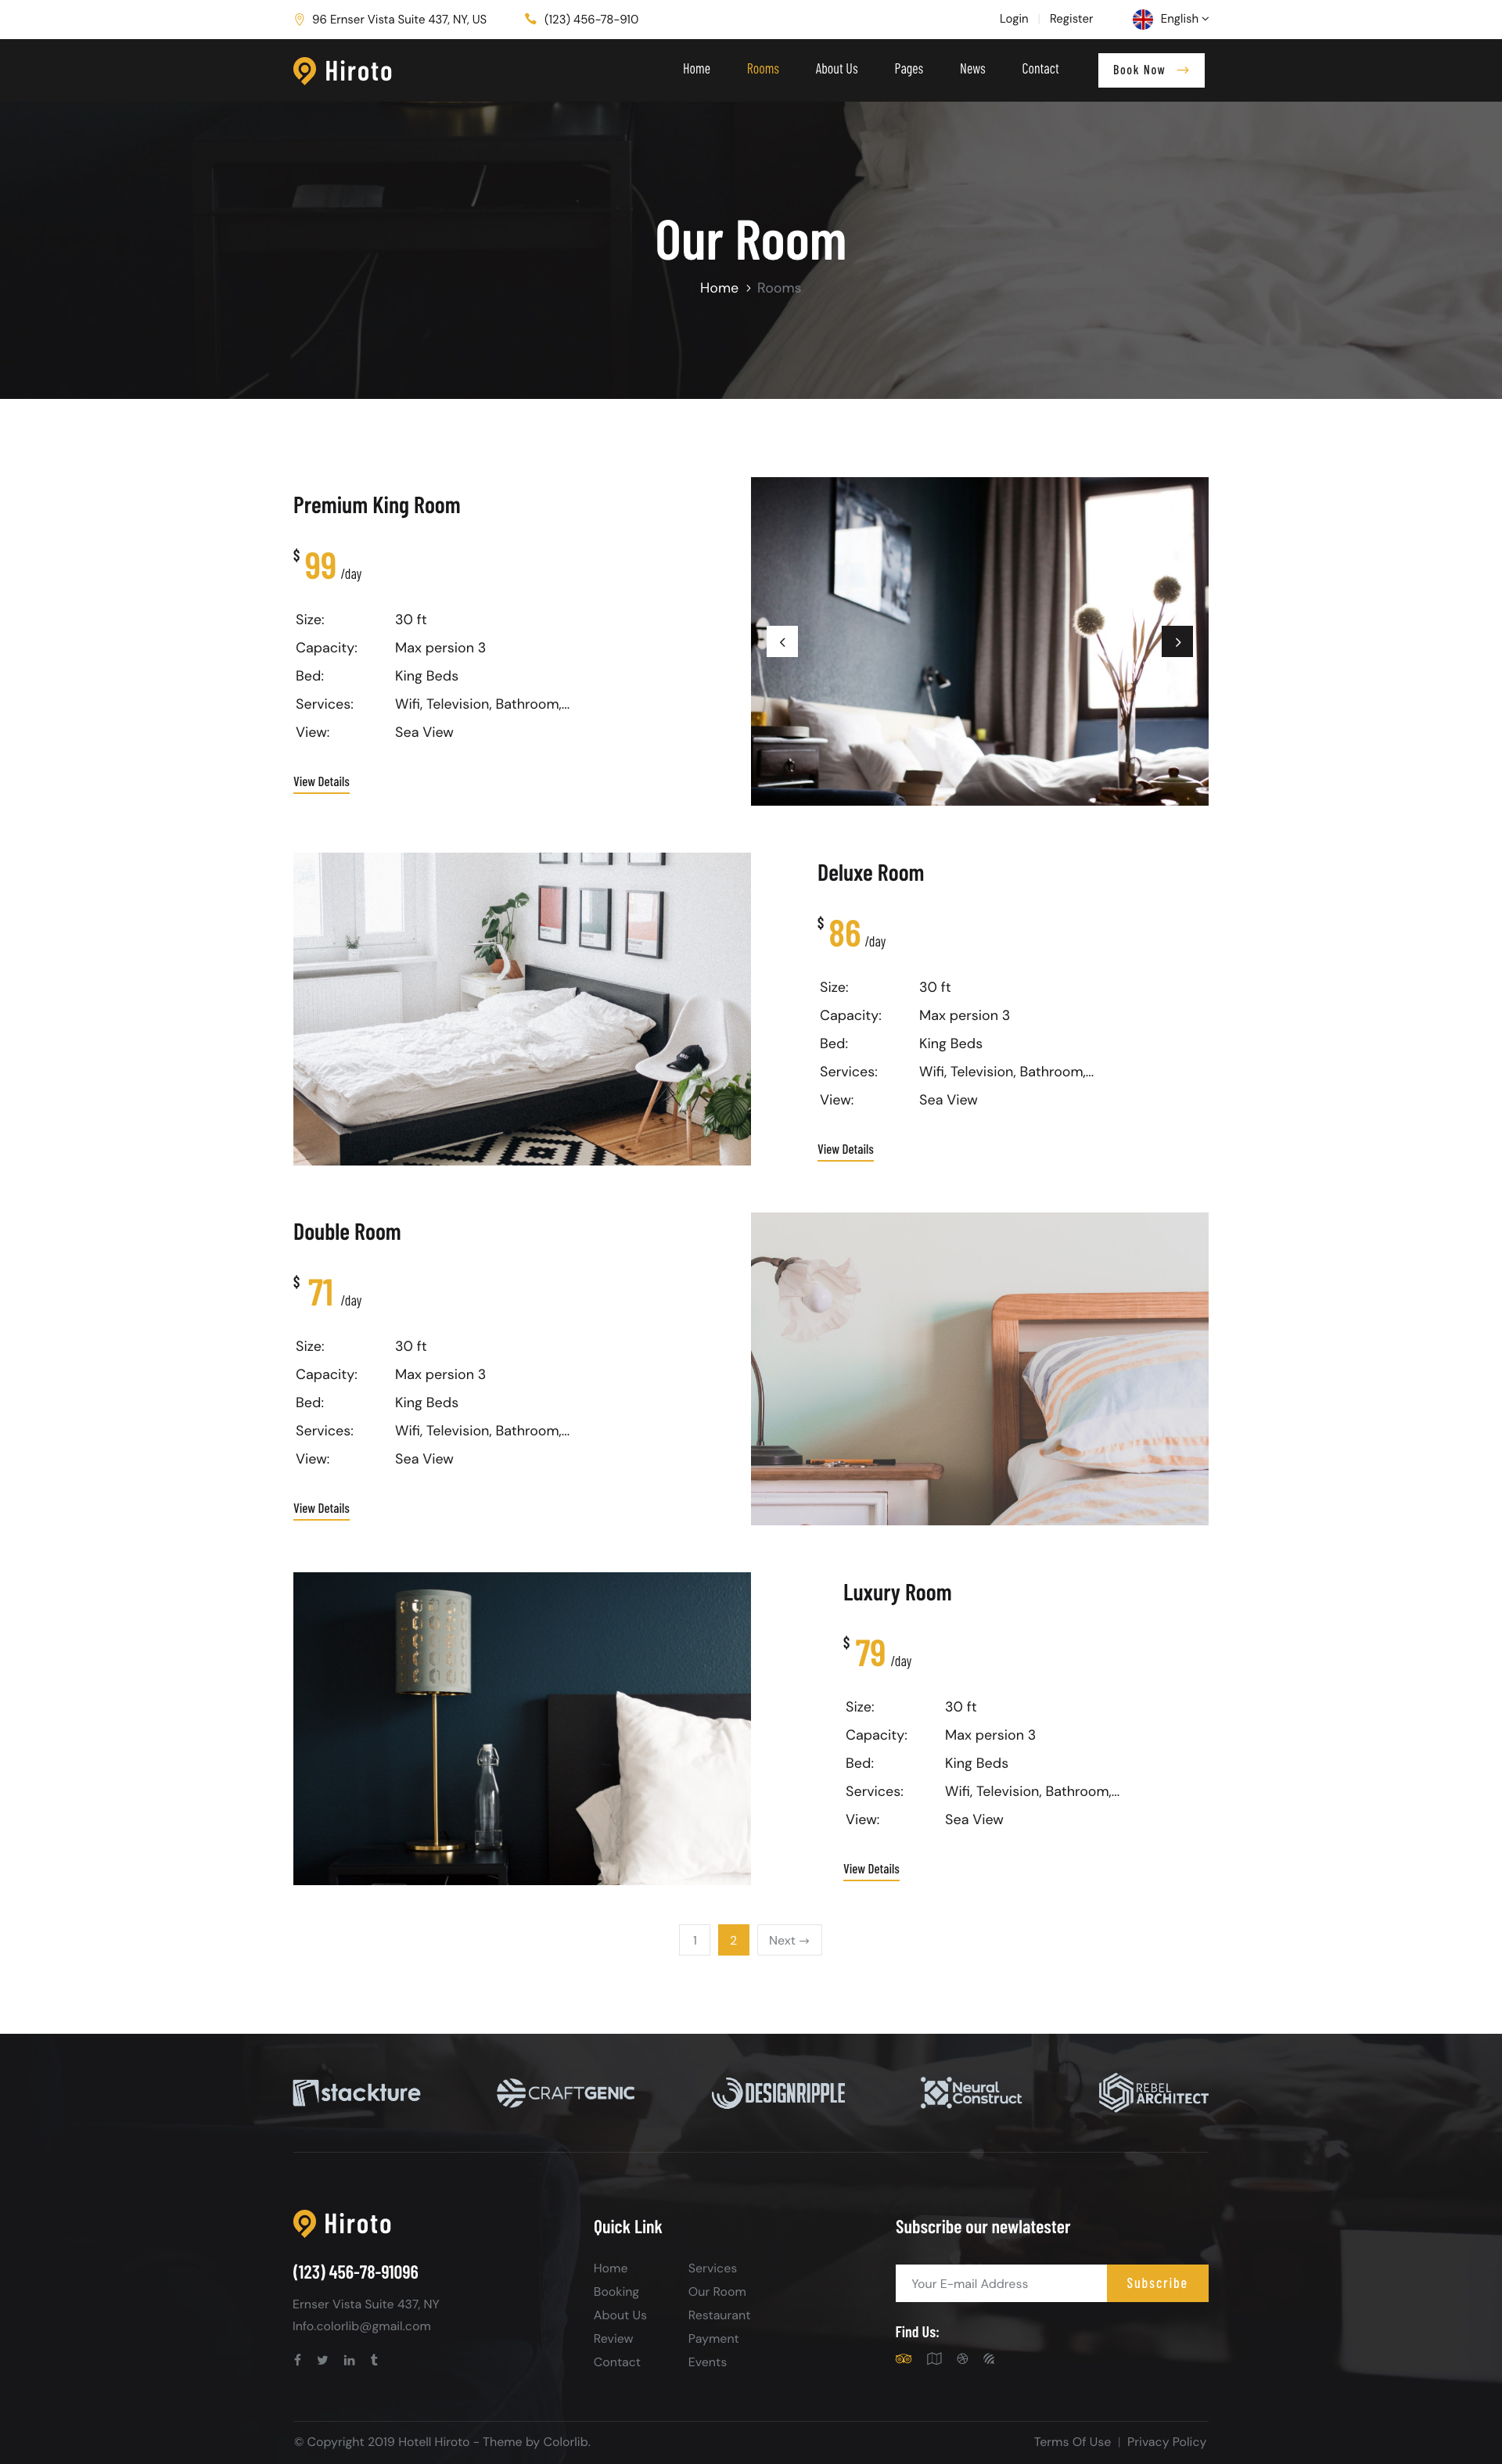 96 Ernser Vista Suite 437, NY, US (123) 456-78-910 Login | Register English
Hiroto Home Rooms About Us Pages News Contact Book Now →
Our Room
Home > Rooms
Premium King Room
$ 99 /day
Size: 30 ft
Capacity: Max persion 3
Bed: King Beds
Services: Wifi, Television, Bathroom,...
View: Sea View
View Details
Deluxe Room
$ 86 /day
Size: 30 ft
Capacity: Max persion 3
Bed: King Beds
Services: Wifi, Television, Bathroom,...
View: Sea View
View Details
Double Room
$ 71 /day
Size: 30 ft
Capacity: Max persion 3
Bed: King Beds
Services: Wifi, Television, Bathroom,...
View: Sea View
View Details
Luxury Room
$ 79 /day
Size: 30 ft
Capacity: Max persion 3
Bed: King Beds
Services: Wifi, Television, Bathroom,...
View: Sea View
View Details
1 2 Next →
stackture CRAFTGENIC DESIGNRIPPLE Neural Construct REBEL ARCHITECT
Hiroto
(123) 456-78-91096
Ernser Vista Suite 437, NY
Info.colorlib@gmail.com
Quick Link
Home
Booking
About Us
Review
Contact
Services
Our Room
Restaurant
Payment
Events
Subscribe our newlatester
Your E-mail Address Subscribe
Find Us:
© Copyright 2019 Hotell Hiroto - Theme by Colorlib. Terms Of Use | Privacy Policy